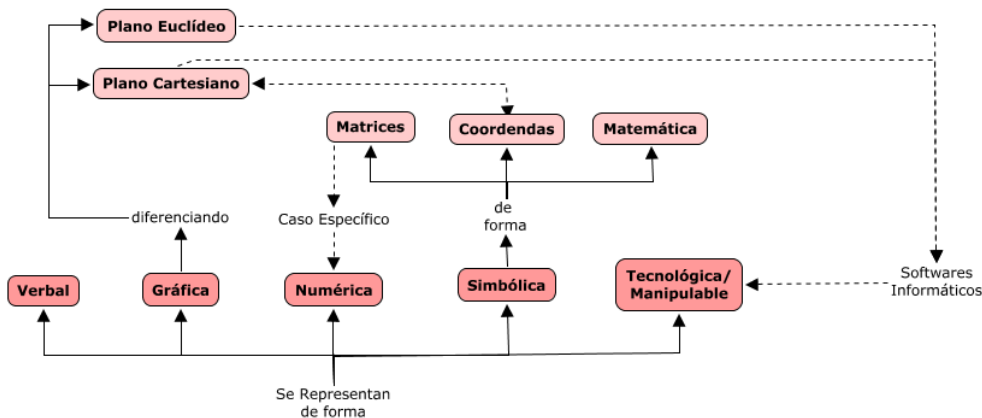 Plano Euclídeo
Plano Cartesiano
Matrices
Coordendas
Matemática
diferenciando
Caso Específico
de
forma
Verbal
Gráfica
Numérica
Simbólica
Tecnológica/
Manipulable
Softwares
Informáticos
Se Representan
de forma